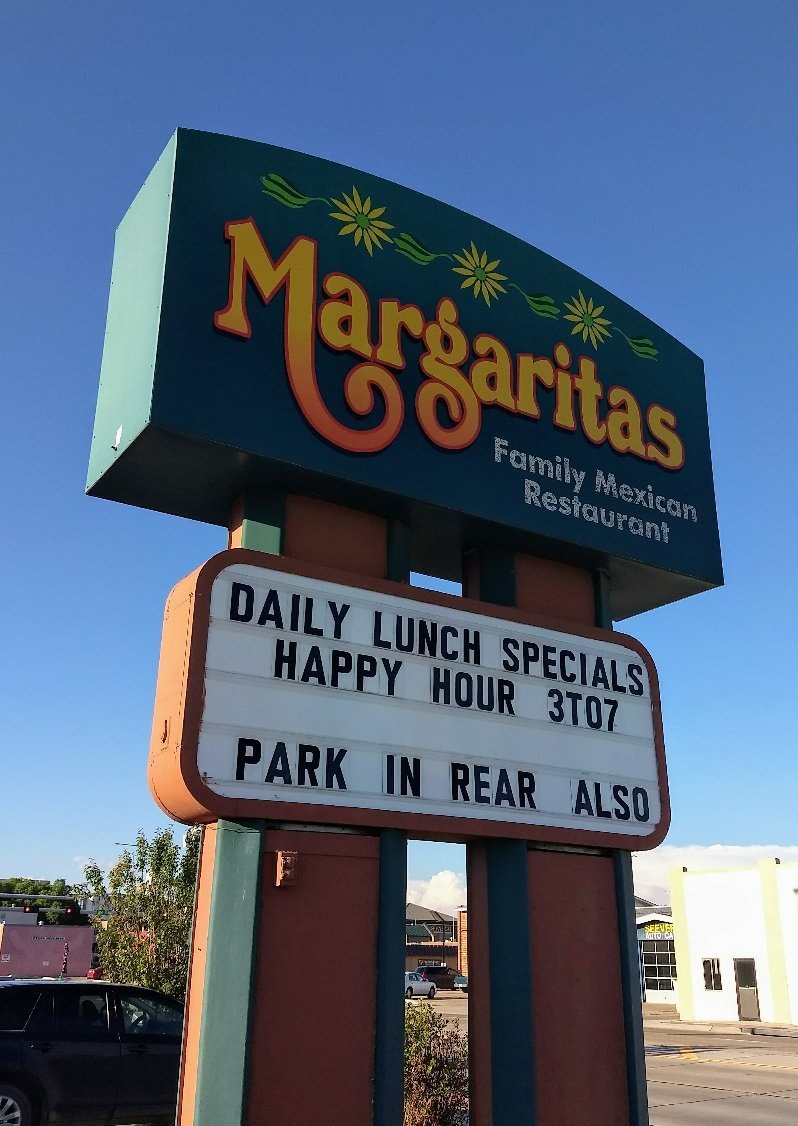 Margaritas
Family Mexican
Restaurant
DAILY LUNCH SPECIALS
HAPPY HOUR 3TO7
PARK IN REAR ALSO